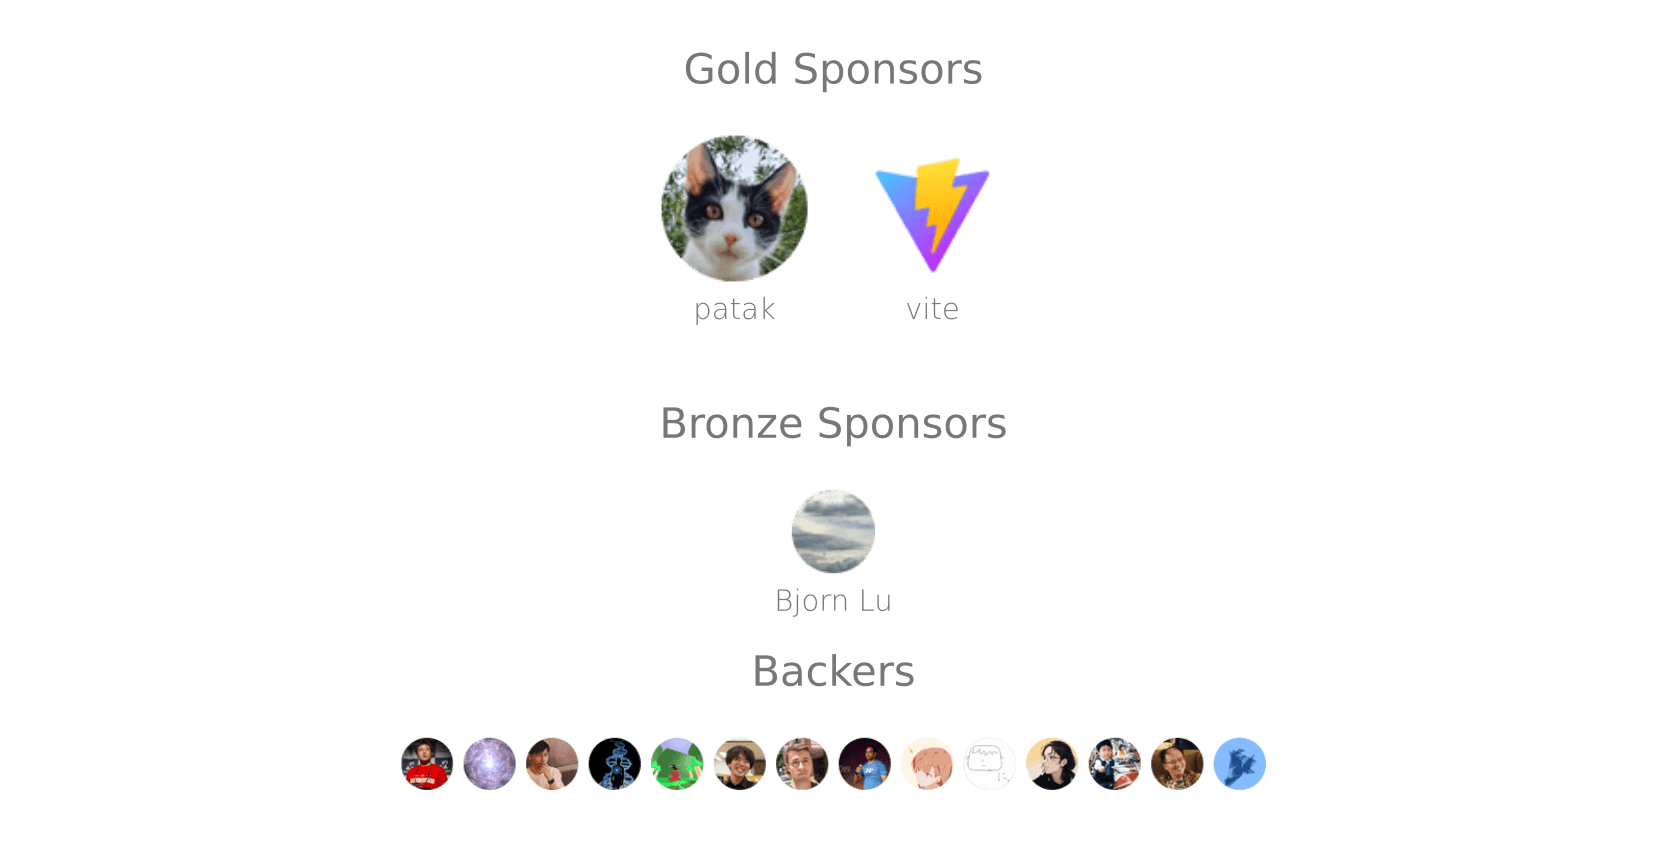 Gold Sponsors
patak
vite
Bronze Sponsors
Bjorn Lu
Backers